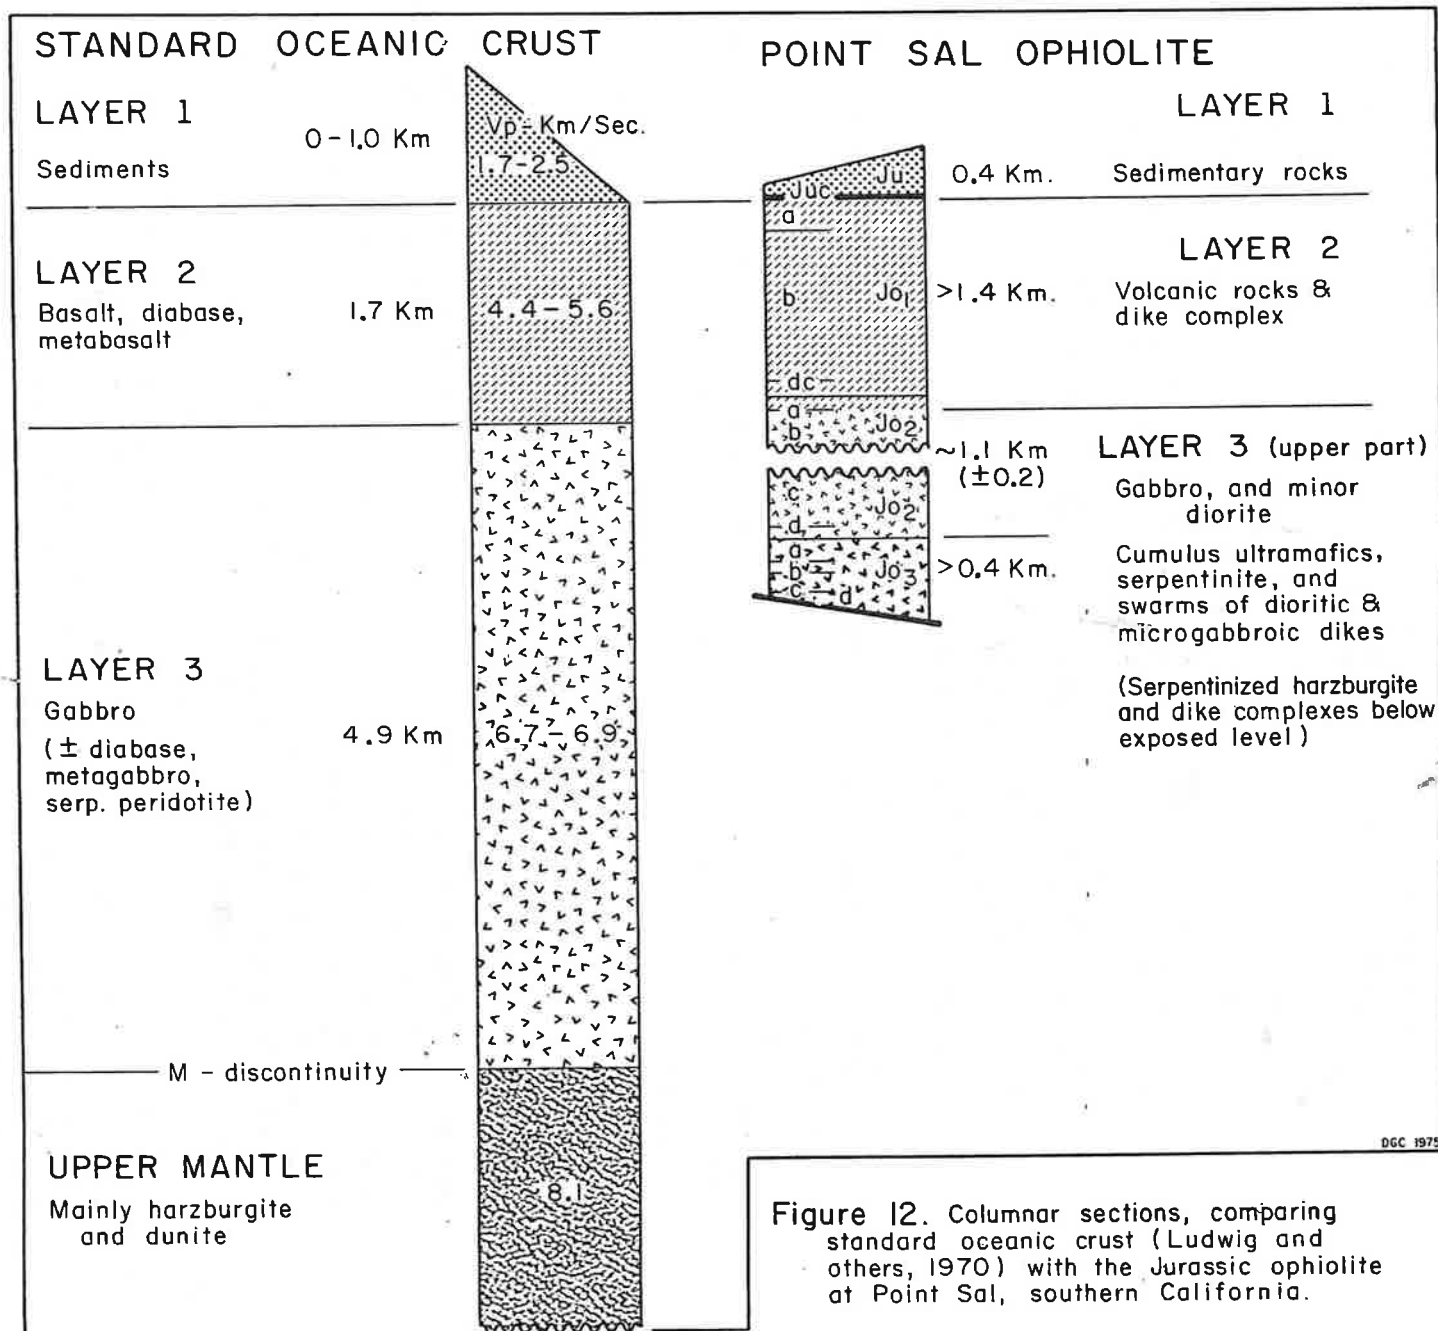 STANDARD OCEANIC CRUST
LAYER 1
0-1.0 Km
Sediments
Vp-Km/Sec.
1.7-2.5
LAYER 2
Basalt, diabase,
metabasalt
1.7 Km
4.4-5.6
LAYER 3
Gabbro
(± diabase,
metagabbro,
serp. peridotite)
4.9 Km
6.7-6.9
M - discontinuity
UPPER MANTLE
Mainly harzburgite
and dunite
8.1
POINT SAL OPHIOLITE
LAYER 1
Ju
Juc
0.4 Km.
Sedimentary rocks
a
LAYER 2
b
Jo1
>1.4 Km.
Volcanic rocks &
dike complex
dc
a
b
Jo2
~1.1 Km
(±0.2)
LAYER 3 (upper part)
Gabbro, and minor
diorite
c
Jo2
d
a
b
Jo3
c
d
>0.4 Km.
Cumulus ultramafics,
serpentinite, and
swarms of dioritic &
microgabbroic dikes
(Serpentinized harzburgite
and dike complexes below
exposed level)
DGC 1975
Figure 12. Columnar sections, comparing
standard oceanic crust (Ludwig and
others, 1970) with the Jurassic ophiolite
at Point Sal, southern California.